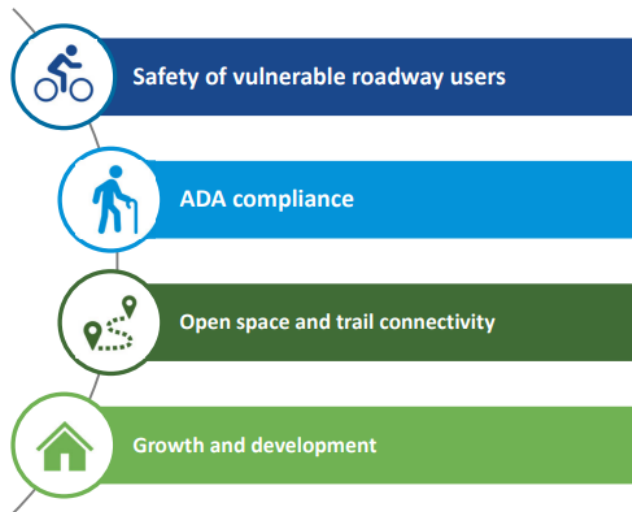 Safety of vulnerable roadway users
ADA compliance
Open space and trail connectivity
Growth and development